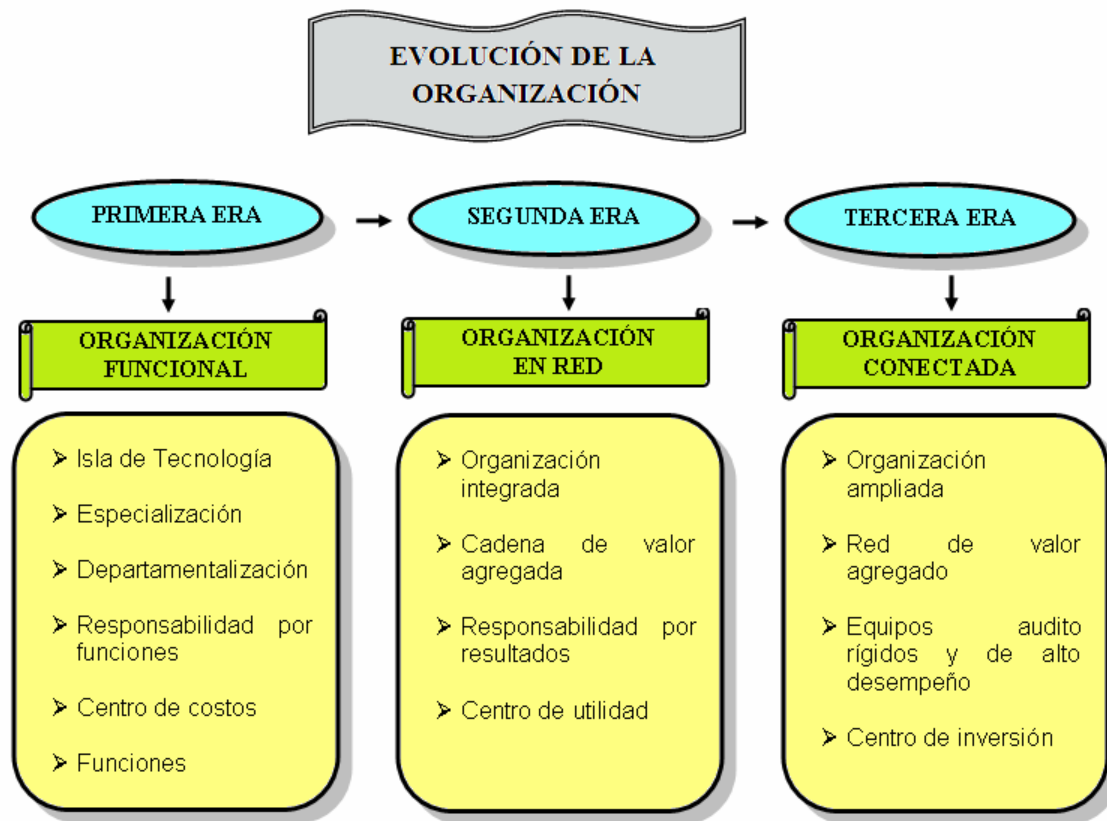 EVOLUCIÓN DE LA
ORGANIZACIÓN
PRIMERA ERA
SEGUNDA ERA
TERCERA ERA
ORGANIZACIÓN
FUNCIONAL
ORGANIZACIÓN
EN RED
ORGANIZACIÓN
CONECTADA
Isla de Tecnología
Especialización
Departamentalización
Responsabilidad por
funciones
Centro de costos
Funciones
Organización
integrada
Cadena de valor
agregada
Responsabilidad por
resultados
Centro de utilidad
Organización
ampliada
Red de valor
agregado
Equipos audito
rígidos y de alto
desempeño
Centro de inversión